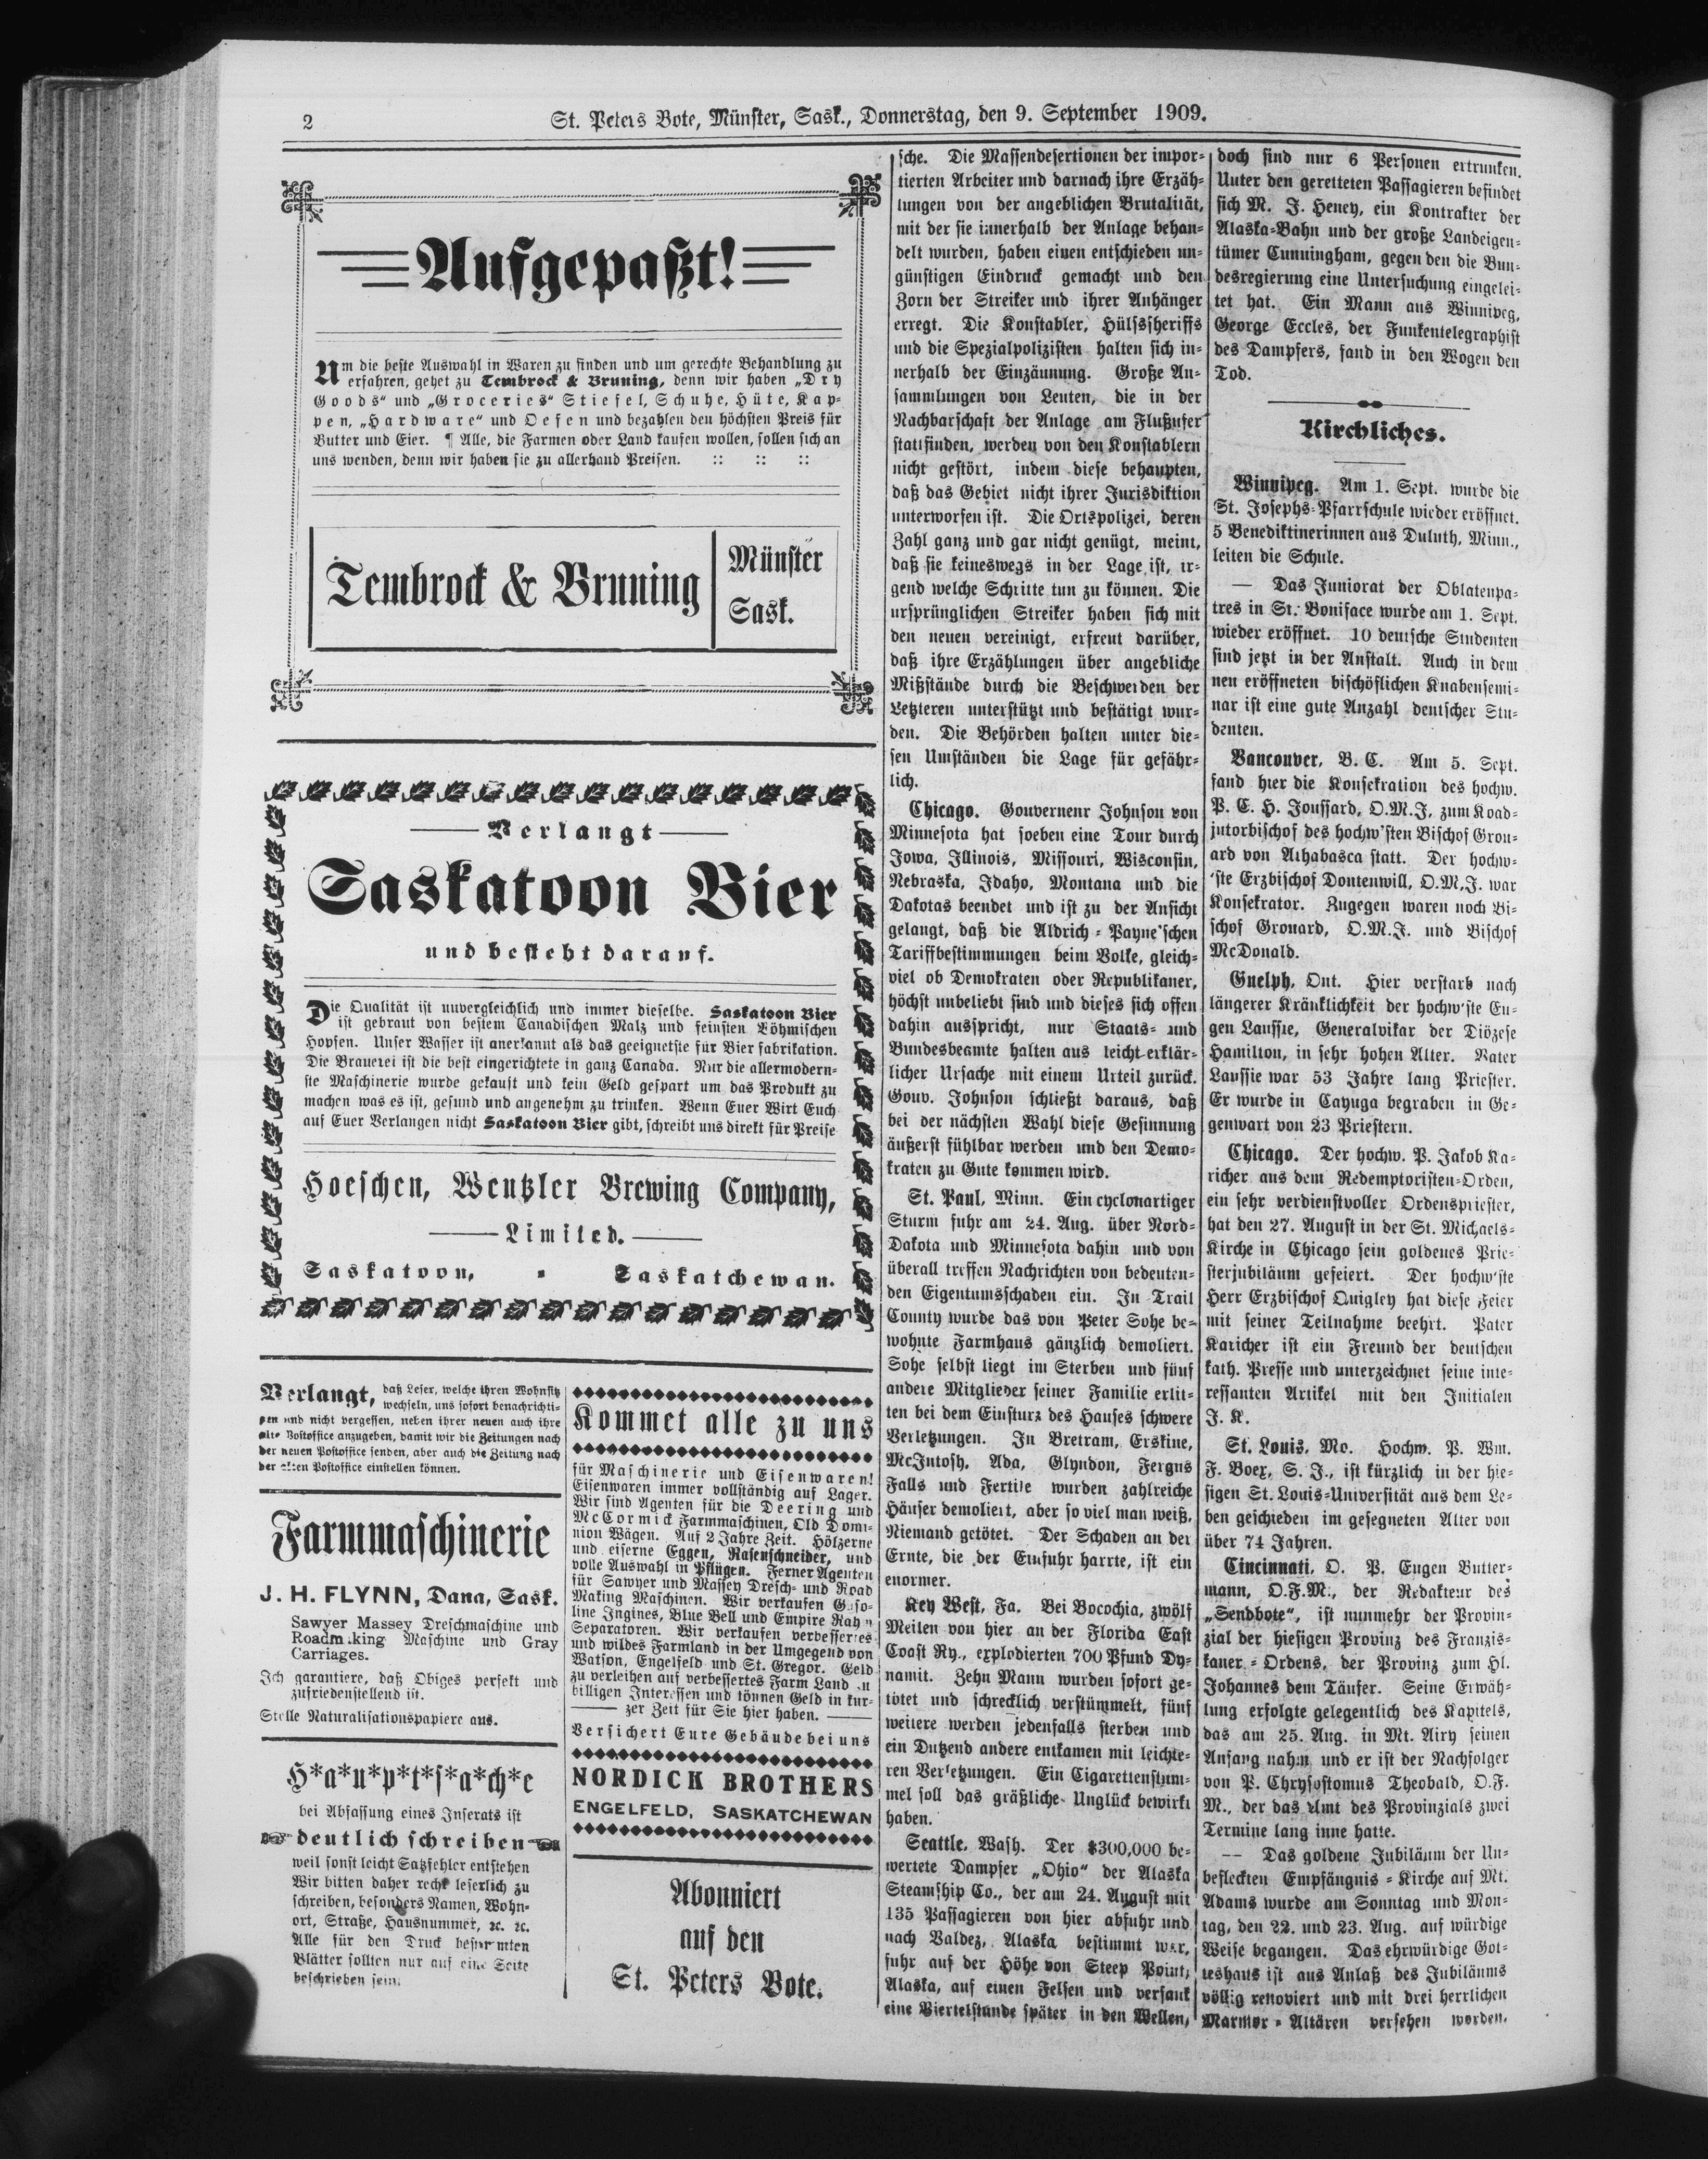 2
St. Peters Bote, Münster, Sask., Donnerstag, den 9. September 1909.
Aufgepaßt!
Um die beste Auswahl in Waren zu finden und um gerechte Behandlung zu
erfahren, gehet zu Tembrock & Bruning, denn wir haben „Dry
Goods“ und „Groceries“ Stiefel, Schuhe, Hüte, Kap-
pen, „Hardware“ und Oefen und bezahlen den höchsten Preis für
Butter und Eier. ¶ Alle, die Farmen oder Land kaufen wollen, sollen sich an
uns wenden, denn wir haben sie zu allerhand Preisen. :: :: ::
Tembrock & Bruning
Münster
Sask.
Verlangt
Saskatoon Bier
und besteht darauf.
Die Qualität ist unvergleichlich und immer dieselbe. Saskatoon Bier
ist gebraut von bestem Canadischen Malz und feinsten Böhmischen
Hopfen. Unser Wasser ist anerkannt als das geeignetste für Bier fabrikation.
Die Brauerei ist die best eingerichtete in ganz Canada. Nur die allermodern-
ste Maschinerie wurde gekauft und kein Geld gespart um das Produkt zu
machen was es ist, gesund und angenehm zu trinken. Wenn Euer Wirt Euch
auf Euer Verlangen nicht Saskatoon Bier gibt, schreibt uns direkt für Preise
Hoeschen, Wentzler Brewing Company,
Limited.
Saskatoon, - Saskatchewan.
Verlangt, daß Leser, welche ihren Wohnsitz
wechseln, uns sofort benachrichti-
gen und nicht vergessen, neben ihrer neuen auch ihre
alte Postoffice anzugeben, damit wir die Zeitungen nach
der neuen Postoffice senden, aber auch die Zeitung nach
der alten Postoffice einstellen können.
Farmmaschinerie
J. H. FLYNN, Dana, Sask.
Sawyer Massey Dreschmaschine und
Roadmaking Maschine und Gray
Carriages.
Ich garantiere, daß Obiges perfekt und
zufriedenstellend ist.
Stelle Naturalisationspapiere aus.
H*a*u*p*t*s*a*ch*e
bei Abfassung eines Inserats ist
deutlich schreiben
weil sonst leicht Satzfehler entstehen
Wir bitten daher recht leserlich zu
schreiben, besonders Namen, Wohn-
ort, Straße, Hausnummer, ꝛc. ꝛc.
Alle für den Druck bestimmten
Blätter sollten nur auf eine Seite
beschrieben sein.
Kommet alle zu uns
für Maschinerie und Eisenwaren!
Eisenwaren immer vollständig auf Lager.
Wir sind Agenten für die Deering und
McCormick Farmmaschinen, Old Domi-
nion Wägen. Auf 2 Jahre Zeit. Hölzerne
und eiserne Eggen, Rasenschneider, und
volle Auswahl in Pflügen. Ferner Agenten
für Sawyer und Massey Dresch- und Road
Making Maschinen. Wir verkaufen Gaso-
line Ingines, Blue Bell und Empire Rahm
Separatoren. Wir verkaufen verbessertes
und wildes Farmland in der Umgegend von
Watson, Engelfeld und St. Gregor. Geld
zu verleihen auf verbessertes Farm Land zu
billigen Interessen und können Geld in kur-
zer Zeit für Sie hier haben.
Versichert Eure Gebäude bei uns
NORDICK BROTHERS
ENGELFELD, SASKATCHEWAN
Abonniert
auf den
St. Peters Bote.
sche. Die Massendesertionen der impor-
tierten Arbeiter und darnach ihre Erzäh-
lungen von der angeblichen Brutalität,
mit der sie innerhalb der Anlage behan-
delt wurden, haben einen entschieden un-
günstigen Eindruck gemacht und den
Zorn der Streiker und ihrer Anhänger
erregt. Die Konstabler, Hülfssheriffs
und die Spezialpolizisten halten sich in-
nerhalb der Einzäunung. Große An-
sammlungen von Leuten, die in der
Nachbarschaft der Anlage am Flußufer
stattfinden, werden von den Konstablern
nicht gestört, indem diese behaupten,
daß das Gebiet nicht ihrer Jurisdiktion
unterworfen ist. Die Ortspolizei, deren
Zahl ganz und gar nicht genügt, meint,
daß sie keineswegs in der Lage ist, ir-
gend welche Schritte tun zu können. Die
ursprünglichen Streiker haben sich mit
den neuen vereinigt, erfreut darüber,
daß ihre Erzählungen über angebliche
Mißstände durch die Beschwerden der
Letzteren unterstützt und bestätigt wur-
den. Die Behörden halten unter die-
sen Umständen die Lage für gefähr-
lich.
Chicago. Gouverneur Johnson von
Minnesota hat soeben eine Tour durch
Iowa, Illinois, Missouri, Wisconsin,
Nebraska, Idaho, Montana und die
Dakotas beendet und ist zu der Ansicht
gelangt, daß die Aldrich - Payne'schen
Tariffbestimmungen beim Volke, gleich-
viel ob Demokraten oder Republikaner,
höchst unbeliebt sind und dieses sich offen
dahin ausspricht, nur Staats- und
Bundesbeamte halten aus leicht erklär-
licher Ursache mit einem Urteil zurück.
Gouv. Johnson schließt daraus, daß
bei der nächsten Wahl diese Gesinnung
äußerst fühlbar werden und den Demo-
kraten zu Gute kommen wird.
St. Paul, Minn. Ein cyclonartiger
Sturm fuhr am 24. Aug. über Nord-
Dakota und Minnesota dahin und von
überall treffen Nachrichten von bedeuten-
den Eigentumsschaden ein. In Trail
County wurde das von Peter Sohe be-
wohnte Farmhaus gänzlich demoliert.
Sohe selbst liegt im Sterben und fünf
andere Mitglieder seiner Familie erlit-
ten bei dem Einsturz des Hauses schwere
Verletzungen. In Bretram, Erskine,
McIntosh, Ada, Glyndon, Fergus
Falls und Fertile wurden zahlreiche
Häuser demoliert, aber so viel man weiß,
Niemand getötet. Der Schaden an der
Ernte, die der Einfuhr harrte, ist ein
enormer.
Key West, Fa. Bei Bocochia, zwölf
Meilen von hier an der Florida East
Coast Ry., explodierten 700 Pfund Dy-
namit. Zehn Mann wurden sofort ge-
tötet und schrecklich verstümmelt, fünf
weitere werden jedenfalls sterben und
ein Dutzend andere entkamen mit leichte-
ren Verletzungen. Ein Cigarettenstum-
mel soll das gräßliche Unglück bewirkt
haben.
Seattle, Wash. Der $300,000 be-
wertete Dampfer „Ohio“ der Alaska
Steamship Co., der am 24. August mit
135 Passagieren von hier abfuhr und
nach Valdez, Alaska bestimmt war,
fuhr auf der Höhe von Steep Point,
Alaska, auf einen Felsen und versank
eine Viertelstunde später in den Wellen,
doch sind nur 6 Personen ertrunken.
Unter den geretteten Passagieren befindet
sich M. J. Heney, ein Kontrakter der
Alaska-Bahn und der große Landeigen-
tümer Cunningham, gegen den die Bun-
desregierung eine Untersuchung eingelei-
tet hat. Ein Mann aus Winnipeg,
George Eccles, der Funkentelegraphist
des Dampfers, fand in den Wogen den
Tod.
Kirchliches.
Winnipeg. Am 1. Sept. wurde die
St. Josephs-Pfarrschule wieder eröffnet.
5 Benediktinerinnen aus Duluth, Minn.,
leiten die Schule.
— Das Juniorat der Oblatenpa-
tres in St. Boniface wurde am 1. Sept.
wieder eröffnet. 10 deutsche Studenten
sind jetzt in der Anstalt. Auch in dem
neu eröffneten bischöflichen Knabensemi-
nar ist eine gute Anzahl deutscher Stu-
denten.
Vancouver, B. C. Am 5. Sept.
fand hier die Konsekration des hochw.
P. C. H. Joussard, O.M.J, zum Koad-
jutorbischof des hochw'sten Bischof Grou-
ard von Athabasca statt. Der hochw-
'ste Erzbischof Dontenwill, O.M.J. war
Konsekrator. Zugegen waren noch Bi-
schof Grouard, O.M.J. und Bischof
McDonald.
Guelph, Ont. Hier verstarb nach
längerer Kränklichkeit der hochw'ste Eu-
gen Laussie, Generalvikar der Diözese
Hamilton, in sehr hohen Alter. Pater
Laussie war 53 Jahre lang Priester.
Er wurde in Cayuga begraben in Ge-
genwart von 23 Priestern.
Chicago. Der hochw. P. Jakob Ka-
richer aus dem Redemptoristen-Orden,
ein sehr verdienstvoller Ordenspriester,
hat den 27. August in der St. Michaels-
Kirche in Chicago sein goldenes Prie-
sterjubiläum gefeiert. Der hochw'ste
Herr Erzbischof Quigley hat diese Feier
mit seiner Teilnahme beehrt. Pater
Karicher ist ein Freund der deutschen
kath. Presse und unterzeichnet seine inte-
ressanten Artikel mit den Initialen
J. K.
St. Louis, Mo. Hochw. P. Wm.
F. Boex, S. J., ist kürzlich in der hie-
sigen St. Louis-Universität aus dem Le-
ben geschieden im gesegneten Alter von
über 74 Jahren.
Cincinnati, O. P. Eugen Butter-
mann, O.F.M., der Redakteur des
„Sendbote“, ist nunmehr der Provin-
zial der hiesigen Provinz des Franzis-
kaner - Ordens, der Provinz zum Hl.
Johannes dem Täufer. Seine Erwäh-
lung erfolgte gelegentlich des Kapitels,
das am 25. Aug. in Mt. Airy seinen
Anfang nahm und er ist der Nachfolger
von P. Chrysostomus Theobald, O.F.
M., der das Amt des Provinzials zwei
Termine lang inne hatte.
— Das goldene Jubiläum der Un-
befleckten Empfängnis - Kirche auf Mt.
Adams wurde am Sonntag und Mon-
tag, den 22. und 23. Aug. auf würdige
Weise begangen. Das ehrwürdige Got-
teshaus ist aus Anlaß des Jubiläums
völlig renoviert und mit drei herrlichen
Marmor - Altären versehen worden.